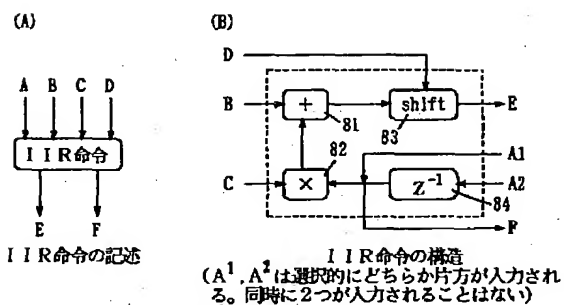 (A)
A B C D
IIR命令
E F
IIR命令の記述
(B)
D
B + shift E
81 83
82 A1
C × Z⁻¹ A2
84
F
IIR命令の構造
(A¹,A²は選択的にどちらか片方が入力され
る。同時に2つが入力されることはない)